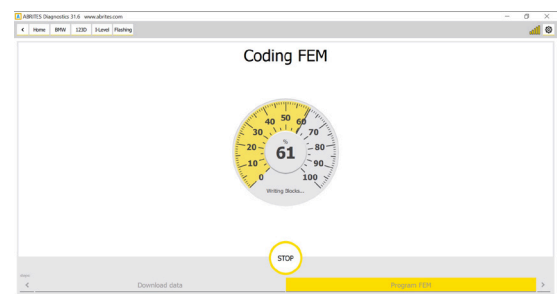 ABRITES Diagnostics 31.6 www.abrites.com
Home BMW 123D I-Level Flashing
Coding FEM
0 10 20 30 40 50 60 70 80 90 100
%
61
Writing Blocks...
STOP
Download data Program FEM